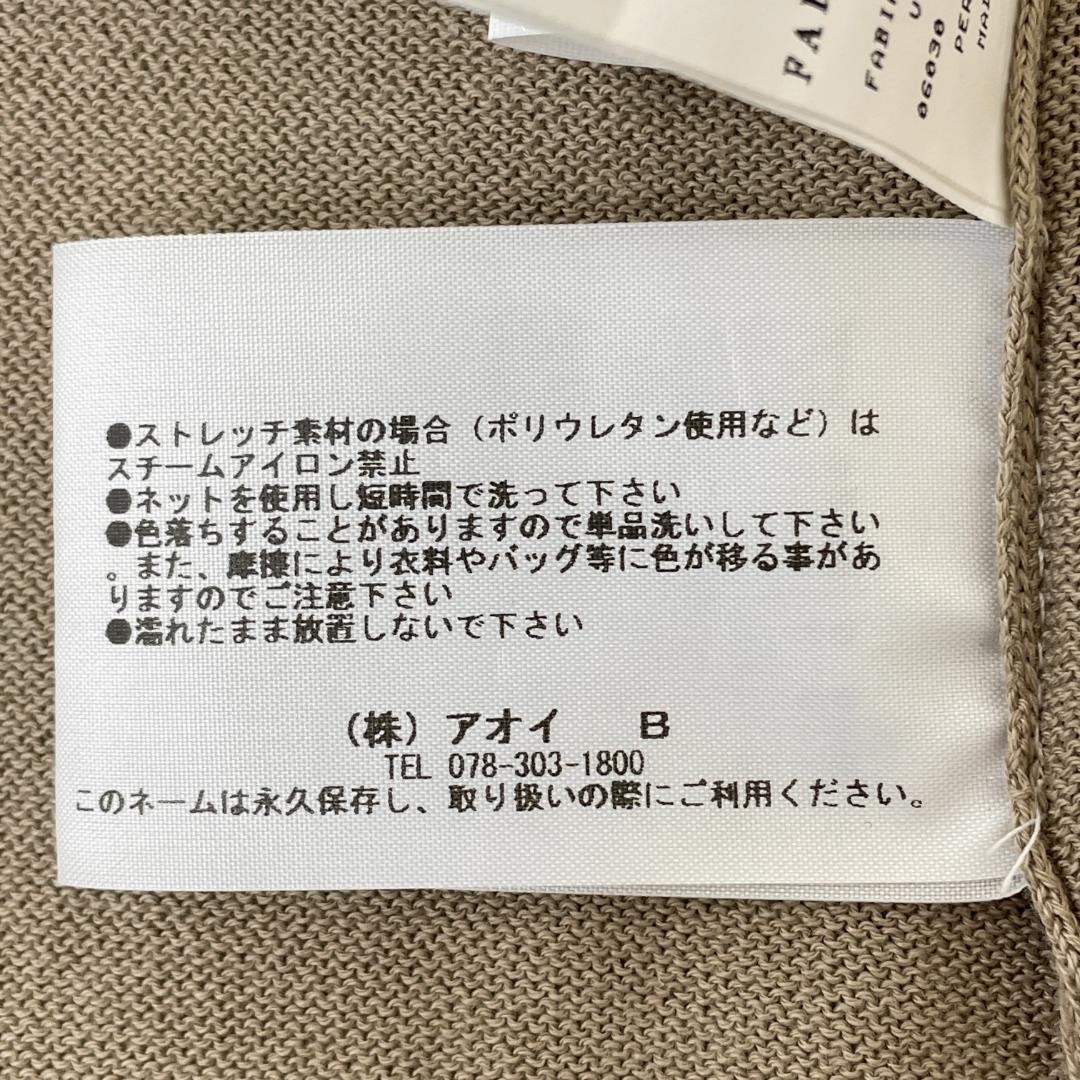 FABI
06030
●ストレッチ素材の場合（ポリウレタン使用など）は
スチームアイロン禁止
●ネットを使用し短時間で洗って下さい
●色落ちすることがありますので単品洗いして下さい
。また、摩擦により衣料やバッグ等に色が移る事があ
りますのでご注意下さい
●濡れたまま放置しないで下さい
（株）アオイ　B
TEL 078-303-1800
このネームは永久保存し、取り扱いの際にご利用ください。